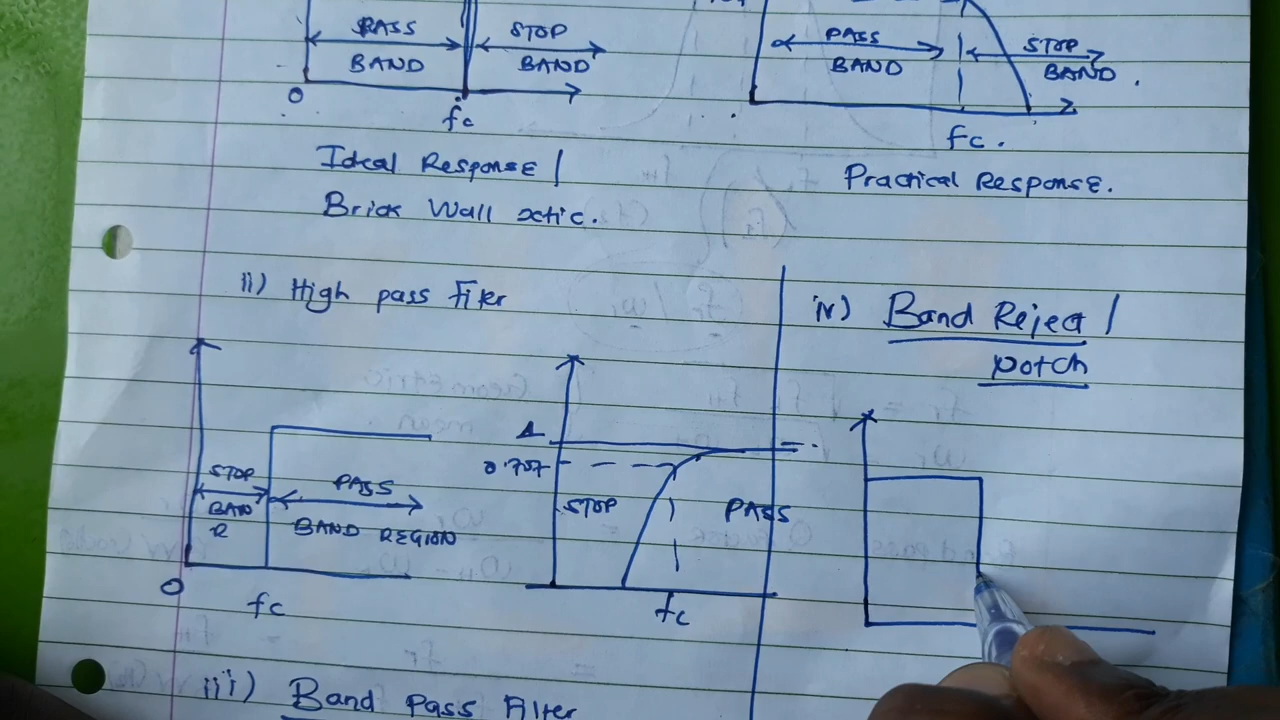 PASS
BAND
STOP
BAND
0
fc
Ideal Response /
Brick Wall
PASS
BAND
STOP
BAND.
fc.
Practical Response.
ii) High pass Filter
STOP
BAN
PASS
BAND REGION
0
fc
1
0.707
STOP
PASS
fc
iv) Band Reject /
Notch
iii) Band Pass Filter